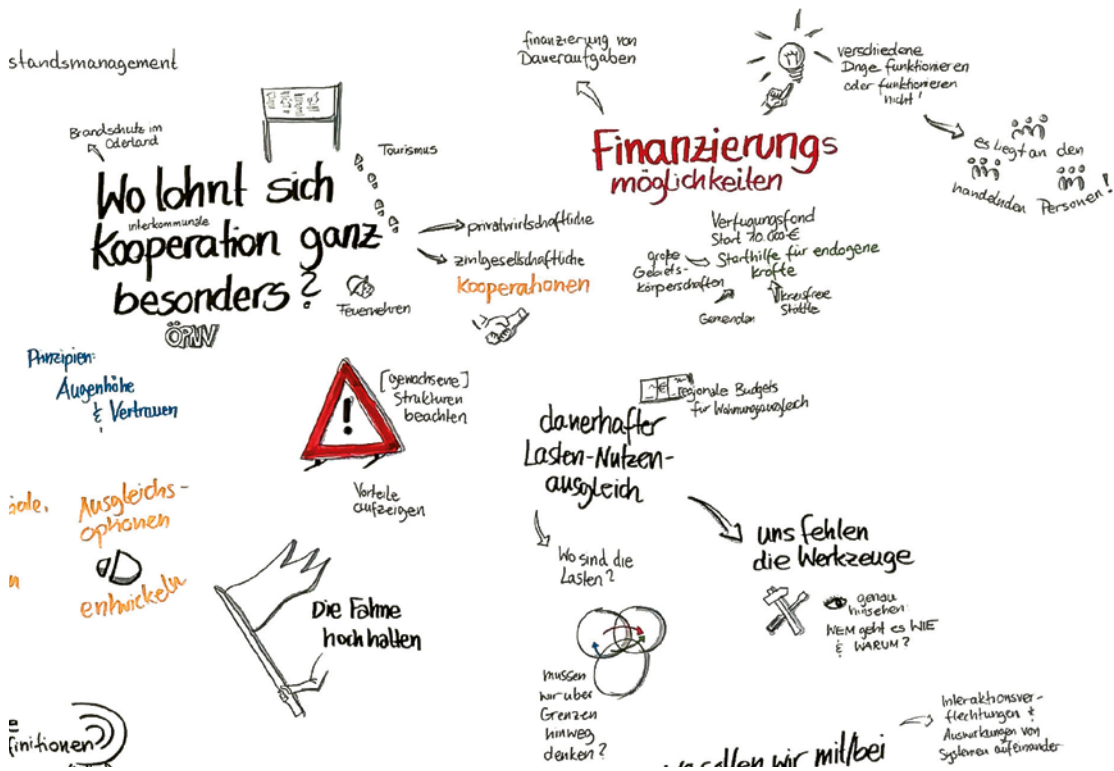 standsmanagement
Brandschutz im
Oderland
Wo lohnt sich
interkommunale
Kooperation ganz
besonders?
ÖPNV
Tourismus
privatwirtschaftliche
zivilgesellschaftliche
Kooperationen
Feuerwehren
finanzierung von
Daueraufgaben
Finanzierungs
möglichkeiten
verschiedene
Dinge funktionieren
oder funktionieren
nicht!
es liegt an den
handelnden Personen!
Verfügungsfond
Start 10.000 €
Starthilfe für endogene
kräfte
große
Gebiets-
körperschaften
Gemeinden
kreisfreie
Städte
Prinzipien:
Augenhöhe
& Vertrauen
[gewachsene]
Strukturen
beachten
Vorteile
aufzeigen
Ausgleichs-
optionen
entwickeln
Die Fahne
hochhalten
€
regionale Budgets
für Wohnungsausgleich
dauerhafter
Lasten-Nutzen-
ausgleich
Wo sind die
Lasten?
müssen
wir über
Grenzen
hinweg
denken?
uns fehlen
die Werkzeuge
genau
hinsehen:
WEM geht es WIE
& WARUM?
finitionen
sollen wir mit/bei
Interaktionsver-
flechtungen &
Auswirkungen von
Systemen aufeinander